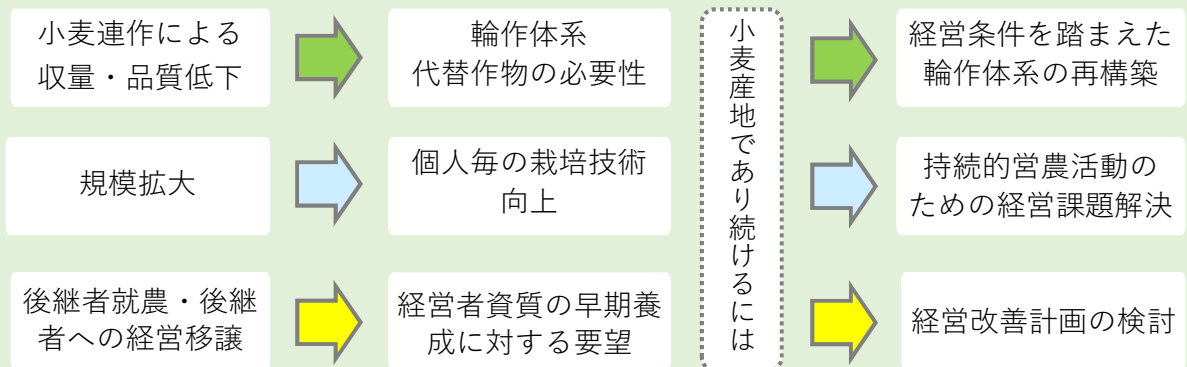 小麦連作による
収量・品質低下
輪作体系
代替作物の必要性
小麦産地であり続けるには
経営条件を踏まえた
輪作体系の再構築
規模拡大
個人毎の栽培技術
向上
持続的営農活動の
ための経営課題解決
後継者就農・後継
者への経営移譲
経営者資質の早期養
成に対する要望
経営改善計画の検討